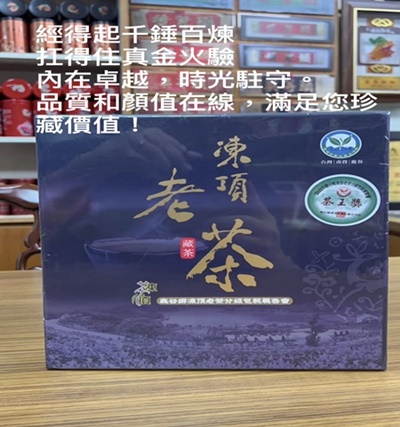 經得起千錘百煉
扛得住真金火驗
內在卓越，時光駐守。
品質和顏值在線，滿足您珍
藏價值！
凍頂
老茶
藏茶
茶王獎